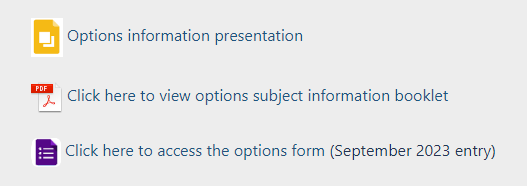 Options information presentation
PDF
Click here to view options subject information booklet
Click here to access the options form (September 2023 entry)